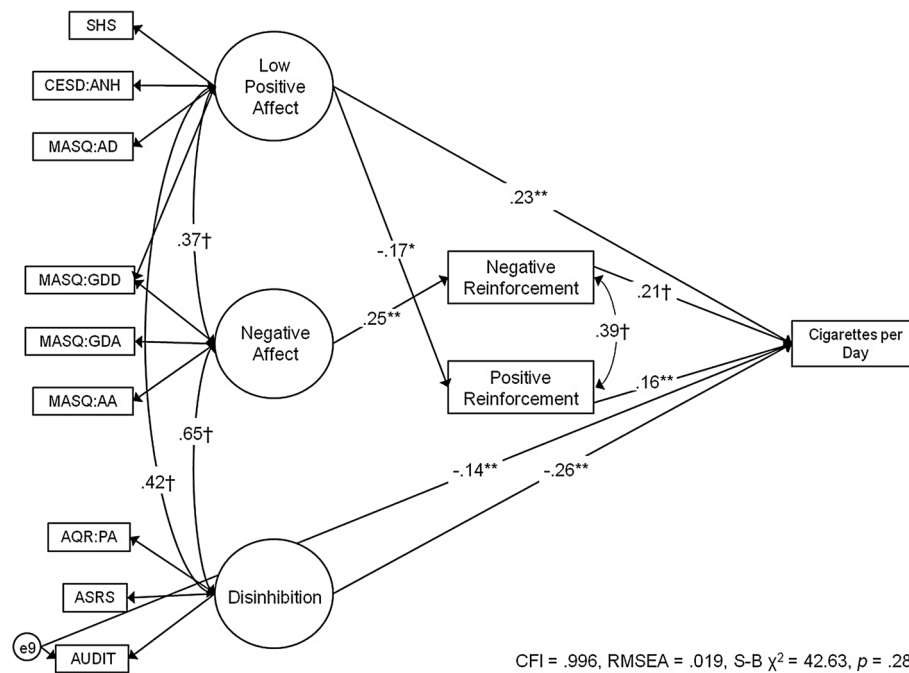 SHS
CESD:ANH
MASQ:AD
Low
Positive
Affect
.23**
-.17*
.37†
MASQ:GDD
MASQ:GDA
MASQ:AA
Negative
Affect
.25**
Negative
Reinforcement
.21†
.39†
Positive
Reinforcement
.16**
Cigarettes per
Day
.65†
.42†
-.14**
-.26**
AQR:PA
ASRS
AUDIT
e9
Disinhibition
CFI = .996, RMSEA = .019, S-B χ² = 42.63, p = .28